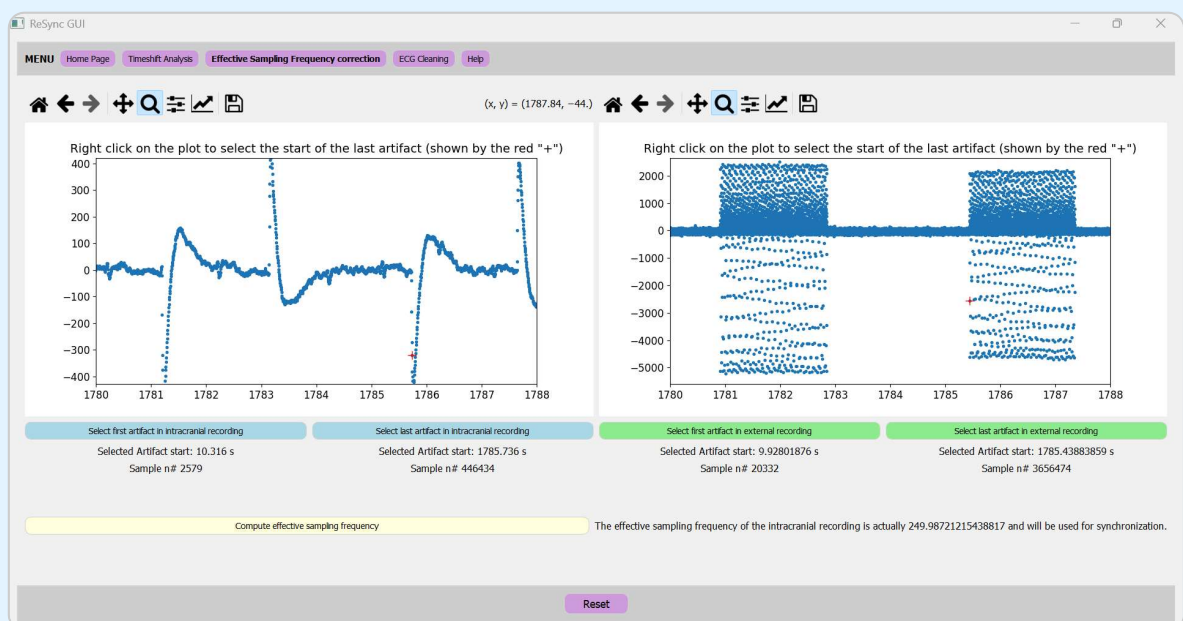 ReSync GUI
MENU Home Page Timeshift Analysis Effective Sampling Frequency correction ECG Cleaning Help
(x, y) = (1787.84, −44.)
Right click on the plot to select the start of the last artifact (shown by the red "+")
400
300
200
100
0
−100
−200
−300
−400
1780 1781 1782 1783 1784 1785 1786 1787 1788
Right click on the plot to select the start of the last artifact (shown by the red "+")
2000
1000
0
−1000
−2000
−3000
−4000
−5000
1780 1781 1782 1783 1784 1785 1786 1787 1788
Select first artifact in intracranial recording Select last artifact in intracranial recording Select first artifact in external recording Select last artifact in external recording
Selected Artifact start: 10.316 s Selected Artifact start: 1785.736 s Selected Artifact start: 9.92801876 s Selected Artifact start: 1785.43883859 s
Sample n# 2579 Sample n# 446434 Sample n# 20332 Sample n# 3656474
Compute effective sampling frequency The effective sampling frequency of the intracranial recording is actually 249.98721215438817 and will be used for synchronization.
Reset